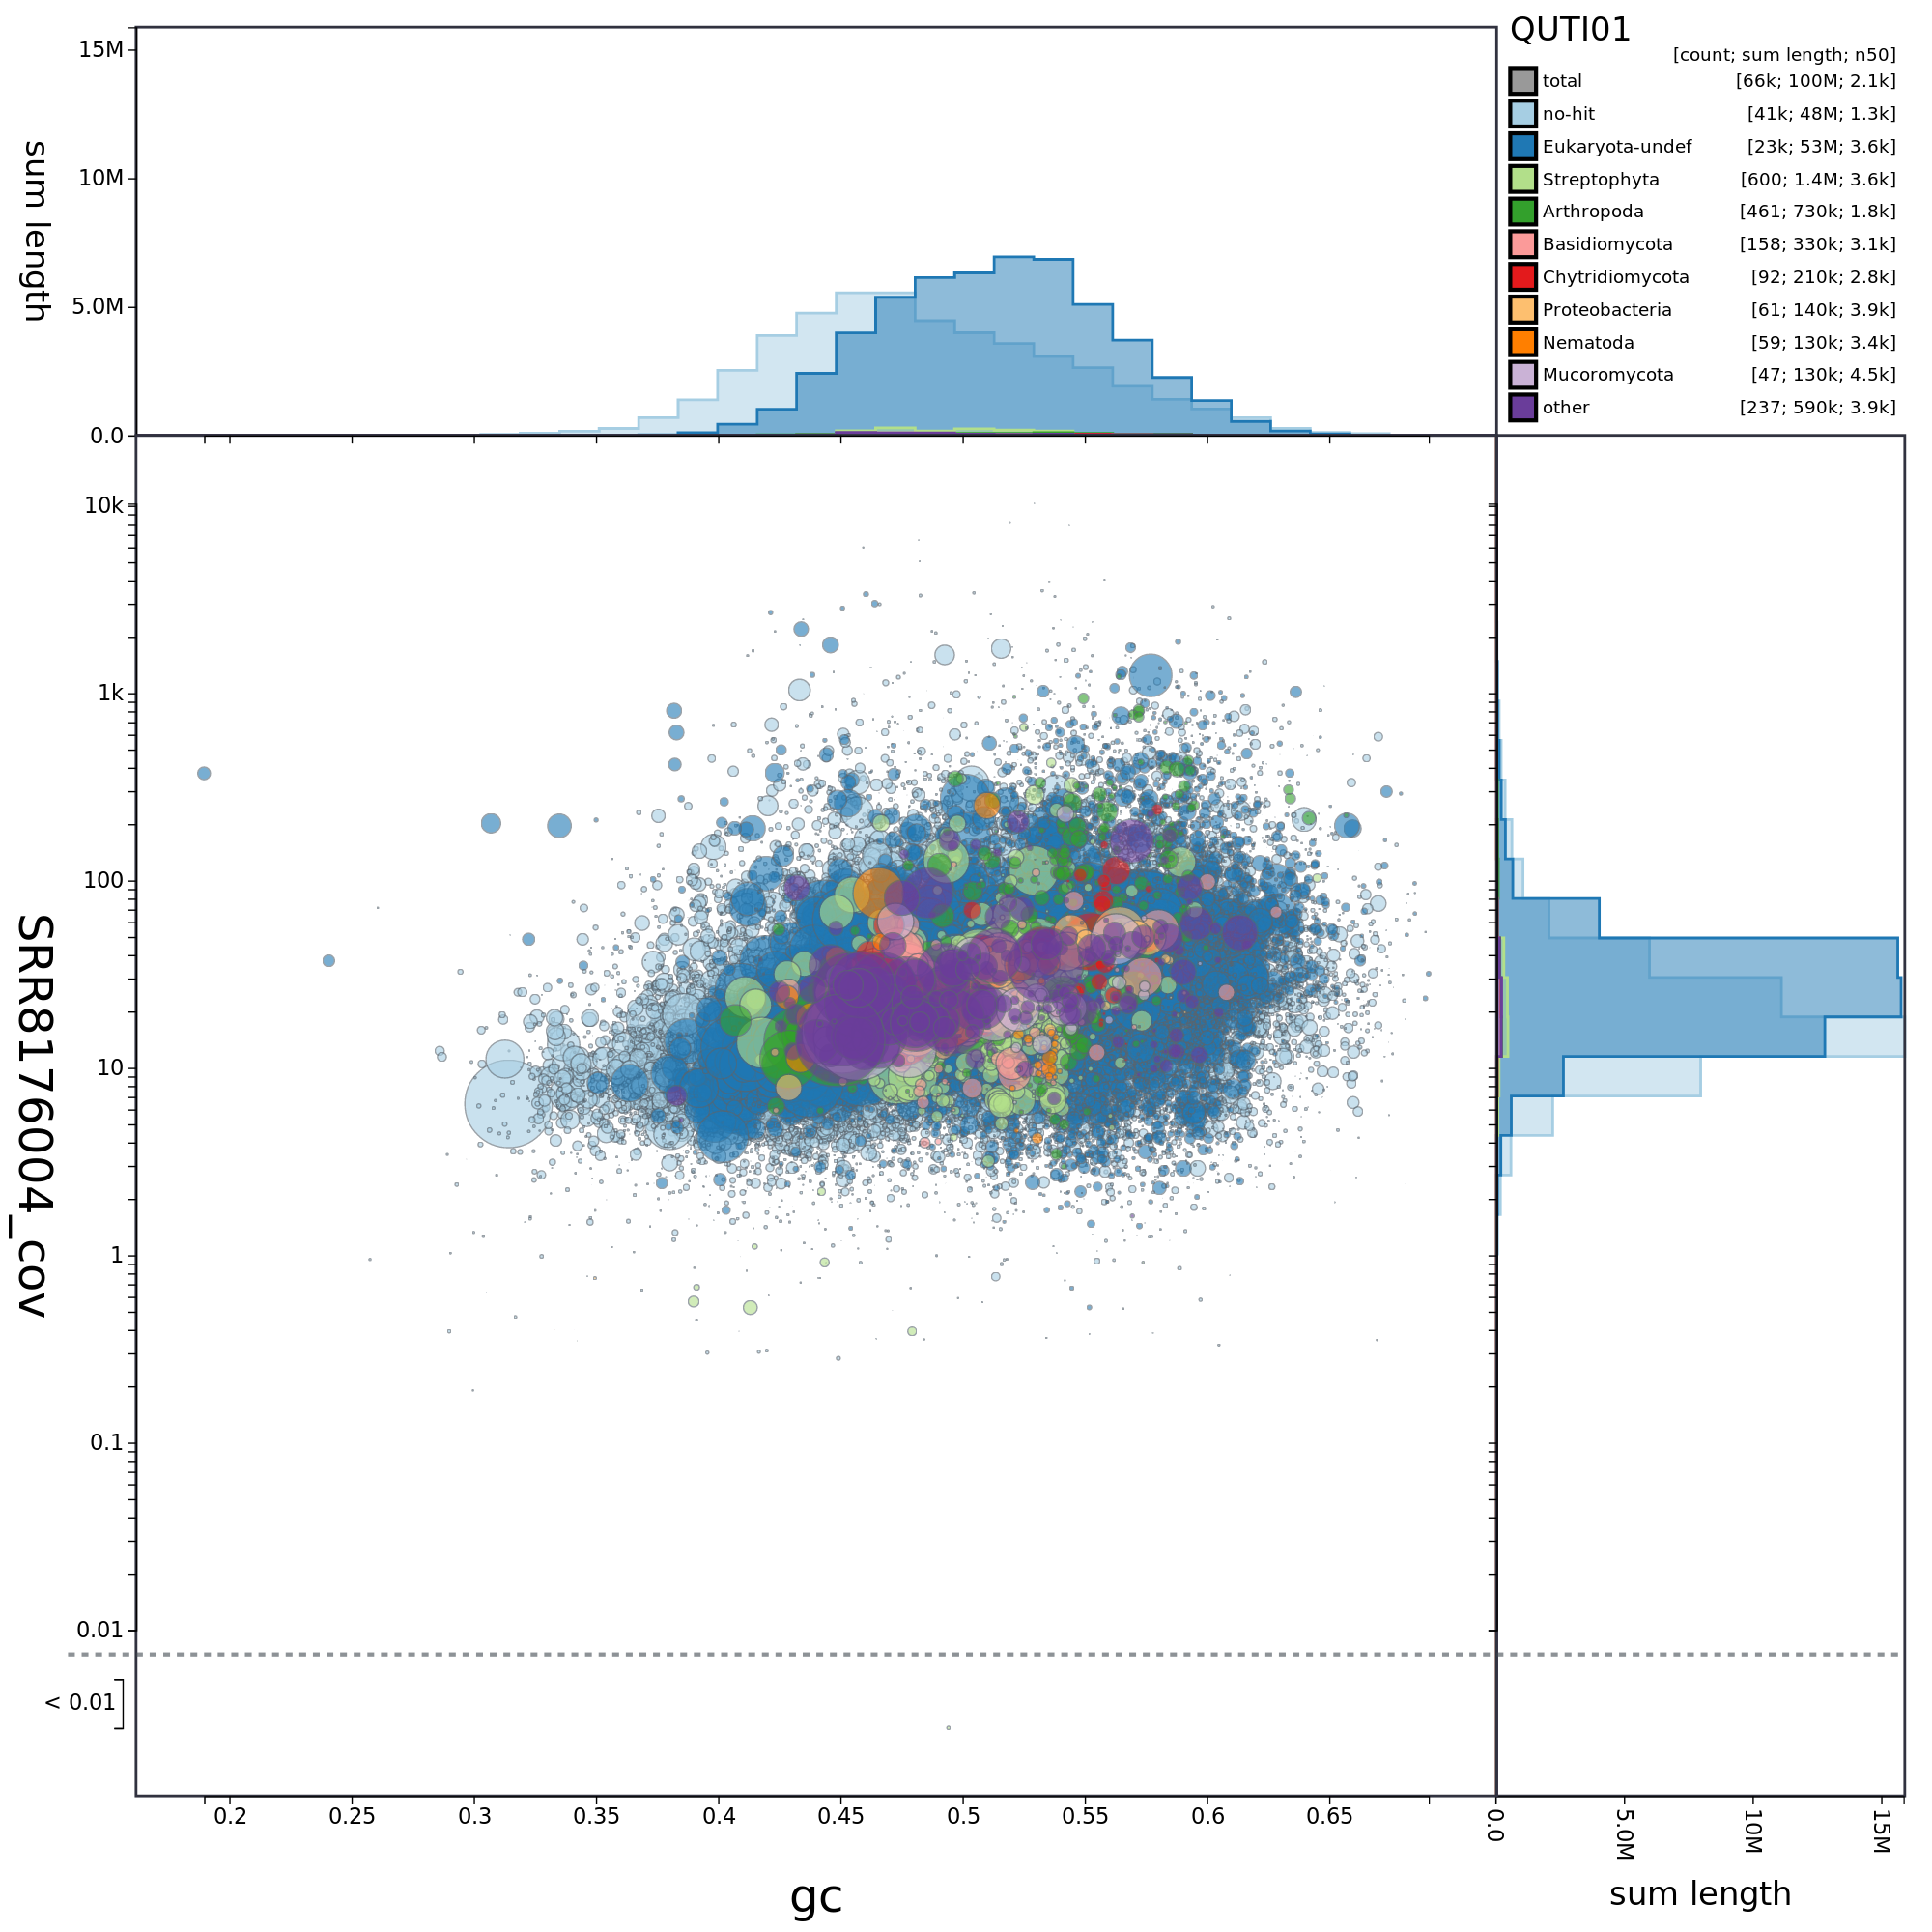 QUTI01
[count; sum length; n50]
total [66k; 100M; 2.1k]
no-hit [41k; 48M; 1.3k]
Eukaryota-undef [23k; 53M; 3.6k]
Streptophyta [600; 1.4M; 3.6k]
Arthropoda [461; 730k; 1.8k]
Basidiomycota [158; 330k; 3.1k]
Chytridiomycota [92; 210k; 2.8k]
Proteobacteria [61; 140k; 3.9k]
Nematoda [59; 130k; 3.4k]
Mucoromycota [47; 130k; 4.5k]
other [237; 590k; 3.9k]
sum length
15M
10M
5.0M
0.0
SRR8176004_cov
10k
1k
100
10
1
0.1
0.01
< 0.01
0.2 0.25 0.3 0.35 0.4 0.45 0.5 0.55 0.6 0.65
gc
0.0 5.0M 10M 15M
sum length